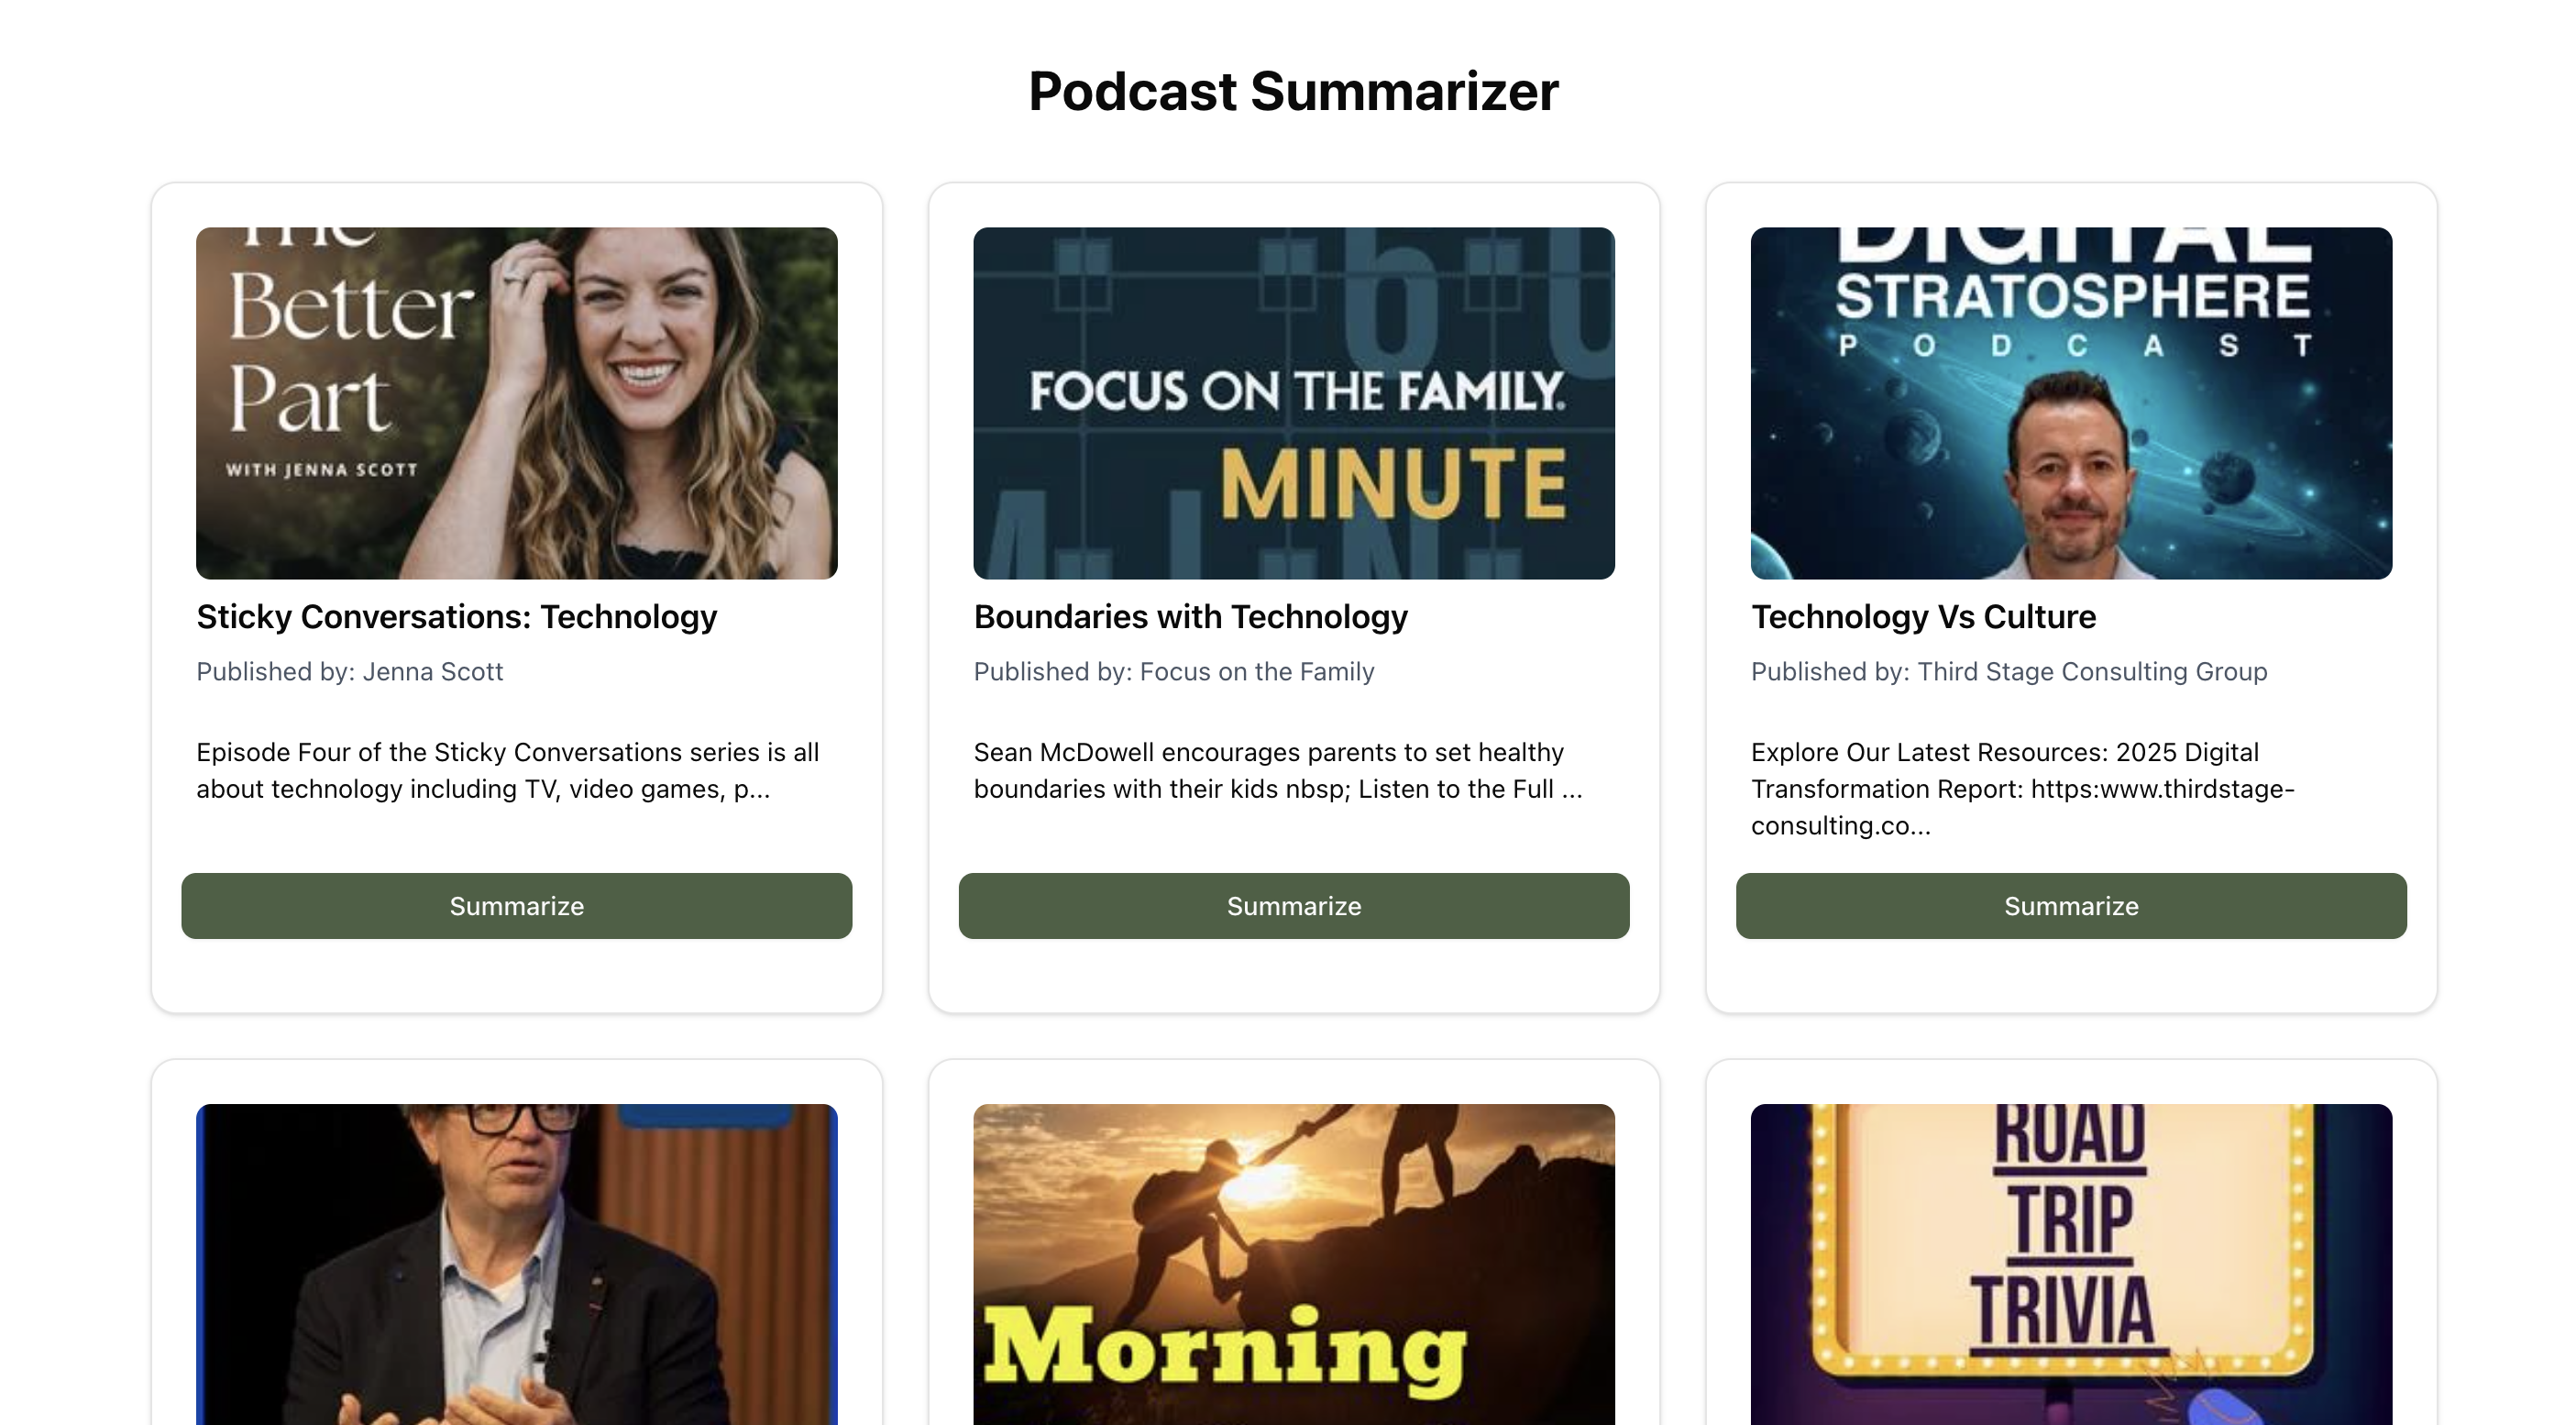 Podcast Summarizer
The
Better
Part
WITH JENNA SCOTT
60
FOCUS ON THE FAMILY.
MINUTE
DIGITAL
STRATOSPHERE
PODCAST
Sticky Conversations: Technology
Published by: Jenna Scott
Episode Four of the Sticky Conversations series is all
about technology including TV, video games, p...
Summarize
Boundaries with Technology
Published by: Focus on the Family
Sean McDowell encourages parents to set healthy
boundaries with their kids nbsp; Listen to the Full ...
Summarize
Technology Vs Culture
Published by: Third Stage Consulting Group
Explore Our Latest Resources: 2025 Digital
Transformation Report: https:www.thirdstage-
consulting.co...
Summarize
Morning
ROAD
TRIP
TRIVIA